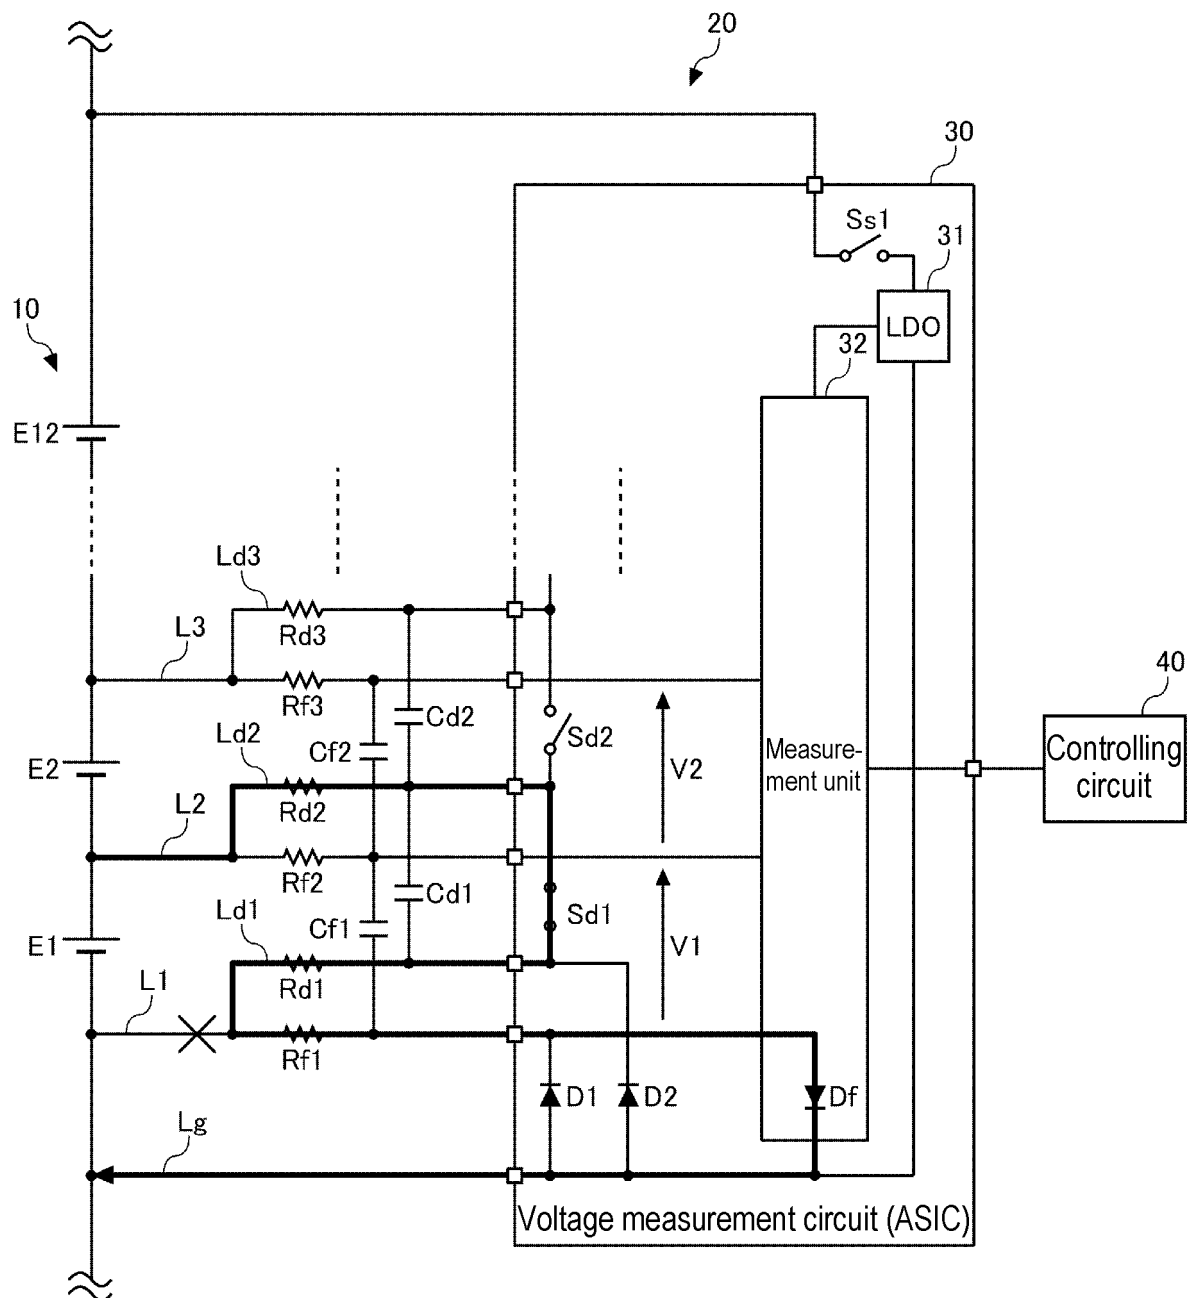 20
30
Ss1
31
10
LDO
32
E12
Ld3
L3
Rd3
40
Rf3
Cd2
Ld2
Sd2
Cf2
Measure-
ment unit
Controlling
circuit
E2
V2
L2
Rd2
Rf2
Cd1
Ld1
Sd1
Cf1
E1
V1
L1
Rd1
Rf1
D1
D2
Df
Lg
Voltage measurement circuit (ASIC)